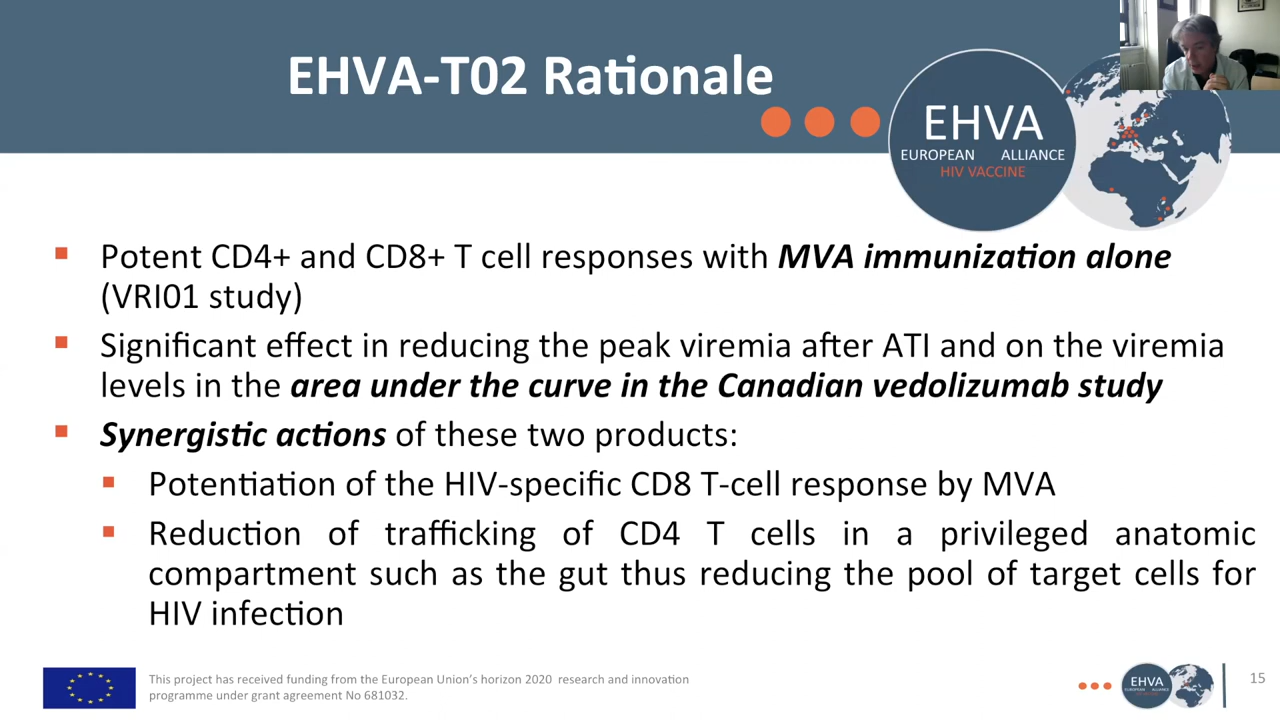 EHVA-T02 Rationale
EHVA
EUROPEAN ALLIANCE
HIV VACCINE
Potent CD4+ and CD8+ T cell responses with MVA immunization alone
(VRI01 study)
Significant effect in reducing the peak viremia after ATI and on the viremia
levels in the area under the curve in the Canadian vedolizumab study
Synergistic actions of these two products:
Potentiation of the HIV-specific CD8 T-cell response by MVA
Reduction of trafficking of CD4 T cells in a privileged anatomic
compartment such as the gut thus reducing the pool of target cells for
HIV infection
This project has received funding from the European Union's horizon 2020 research and innovation
programme under grant agreement No 681032.
EHVA
EUROPEAN ALLIANCE
HIV VACCINE
15